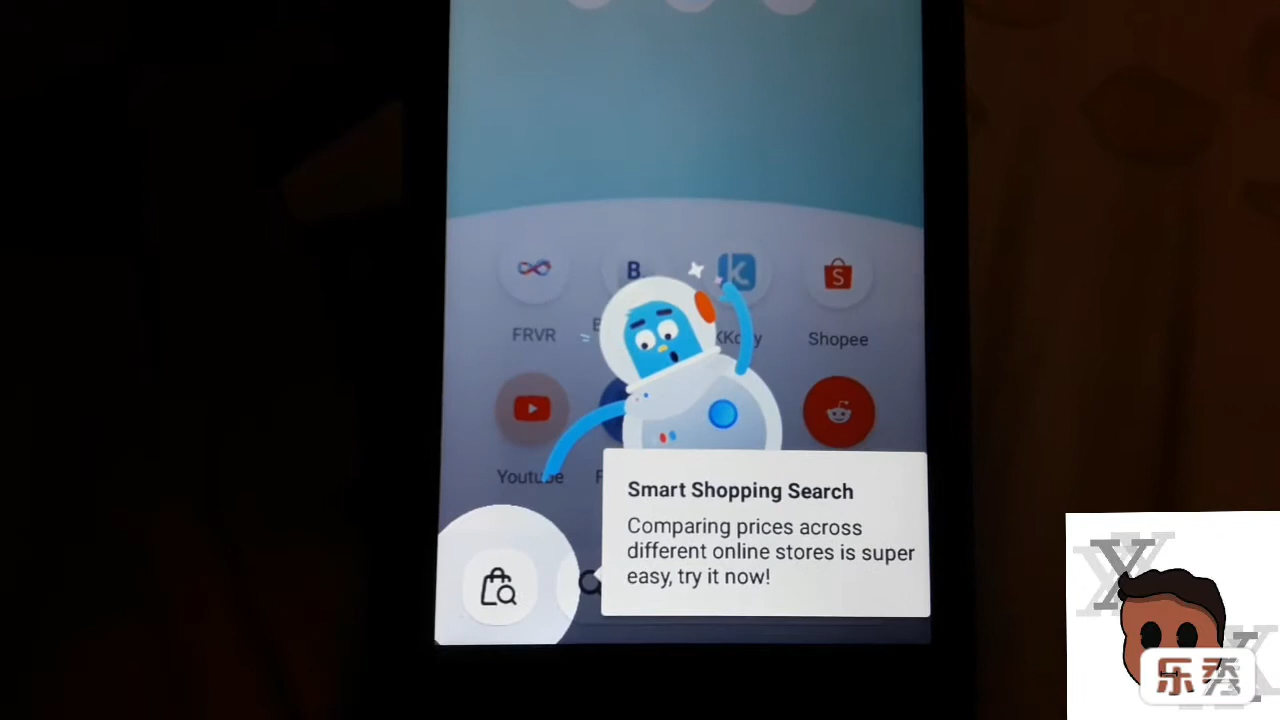 B.
K
S
FRVR
Shopee
Youtube
Smart Shopping Search
Comparing prices across
different online stores is super
easy, try it now!
X
X
乐秀